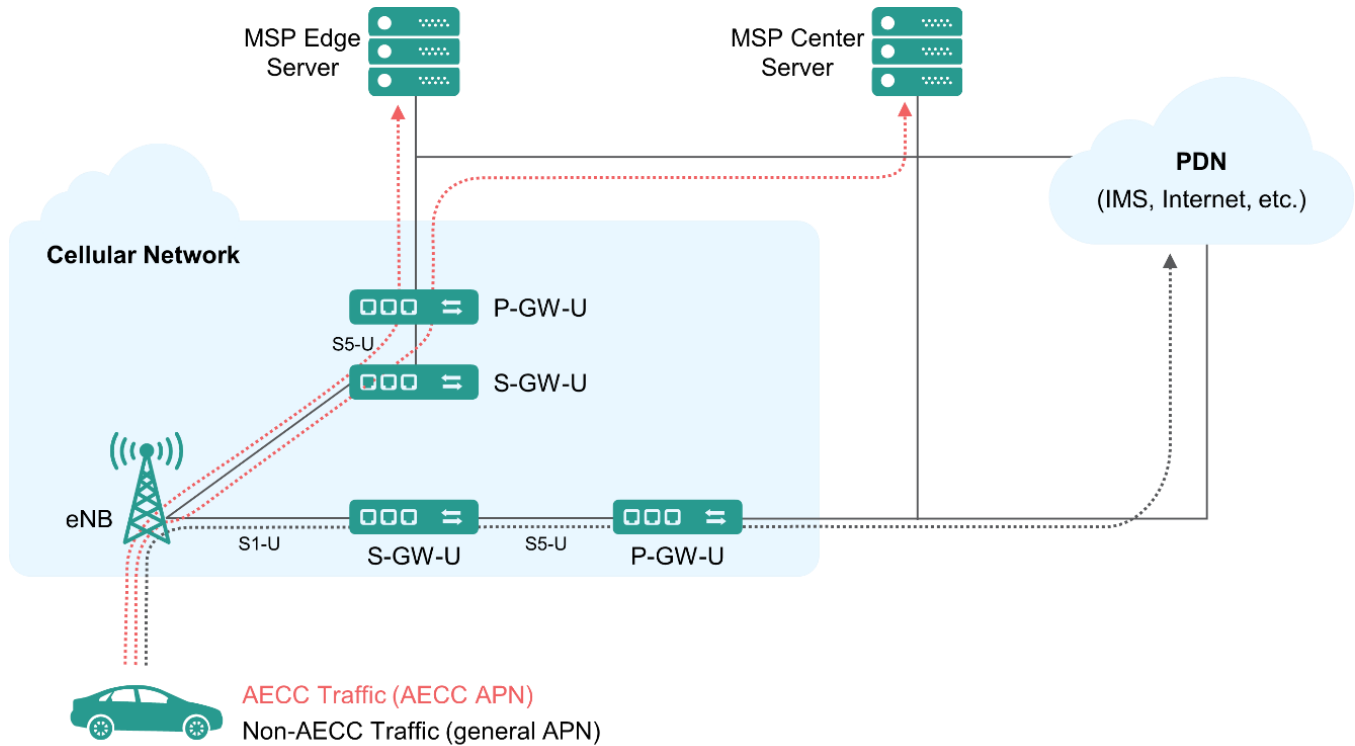 MSP Edge
Server
MSP Center
Server
PDN
(IMS, Internet, etc.)
Cellular Network
P-GW-U
S5-U
S-GW-U
eNB
S1-U
S-GW-U
S5-U
P-GW-U
AECC Traffic (AECC APN)
Non-AECC Traffic (general APN)